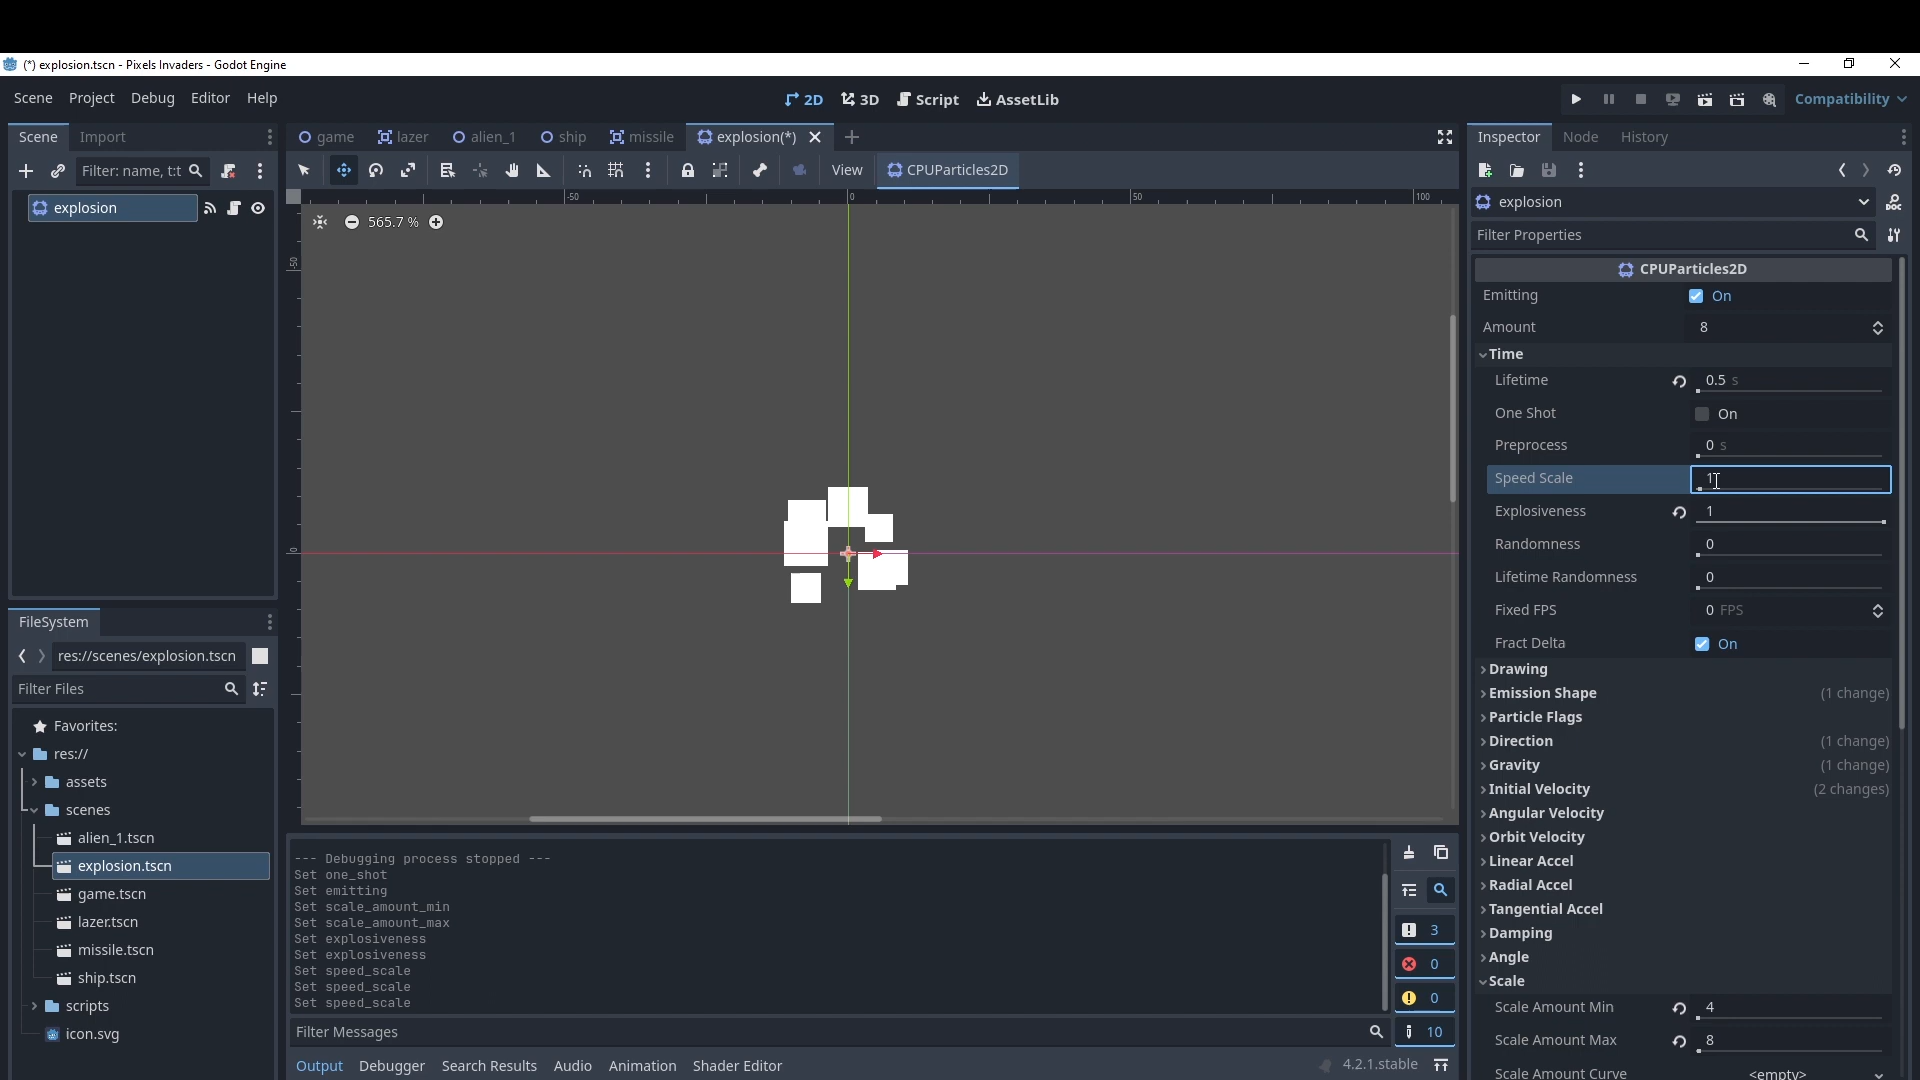 (*) explosion.tscn - Pixels Invaders - Godot Engine
Scene Project Debug Editor Help
2D 3D Script AssetLib
Compatibility
Scene Import
Filter: name, t:t
explosion
game lazer alien_1 ship missile explosion(*)
View CPUParticles2D
-50 0 50 100
565.7 %
-50
0
FileSystem
res://scenes/explosion.tscn
Filter Files
Favorites:
res://
assets
scenes
alien_1.tscn
explosion.tscn
game.tscn
lazer.tscn
missile.tscn
ship.tscn
scripts
icon.svg
--- Debugging process stopped ---
Set one_shot
Set emitting
Set scale_amount_min
Set scale_amount_max
Set explosiveness
Set explosiveness
Set speed_scale
Set speed_scale
Set speed_scale
Filter Messages
3
0
0
10
Output Debugger Search Results Audio Animation Shader Editor
4.2.1.stable
Inspector Node History
explosion
DOC
Filter Properties
CPUParticles2D
Emitting On
Amount 8
Time
Lifetime 0.5 s
One Shot On
Preprocess 0 s
Speed Scale 1
Explosiveness 1
Randomness 0
Lifetime Randomness 0
Fixed FPS 0 FPS
Fract Delta On
Drawing
Emission Shape (1 change)
Particle Flags
Direction (1 change)
Gravity (1 change)
Initial Velocity (2 changes)
Angular Velocity
Orbit Velocity
Linear Accel
Radial Accel
Tangential Accel
Damping
Angle
Scale
Scale Amount Min 4
Scale Amount Max 8
Scale Amount Curve <empty>